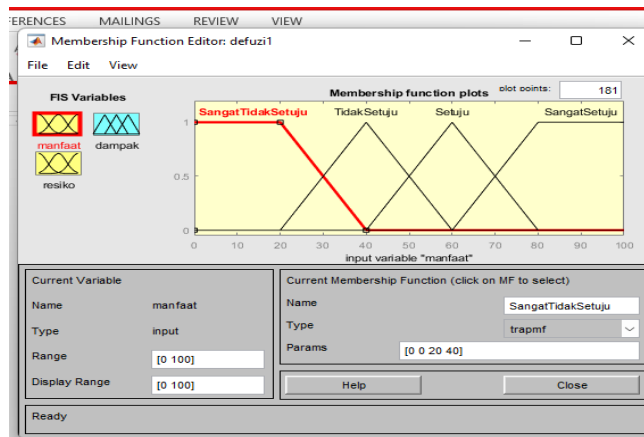 FERENCES MAILINGS REVIEW VIEW
Membership Function Editor: defuzi1
File Edit View
FIS Variables
manfaat dampak
resiko
Membership function plots plot points: 181
SangatTidakSetuju TidakSetuju Setuju SangatSetuju
1
0.5
0
0 10 20 30 40 50 60 70 80 90 100
input variable "manfaat"
Current Variable
Name manfaat
Type input
Range [0 100]
Display Range [0 100]
Current Membership Function (click on MF to select)
Name SangatTidakSetuju
Type trapmf
Params [0 0 20 40]
Help Close
Ready